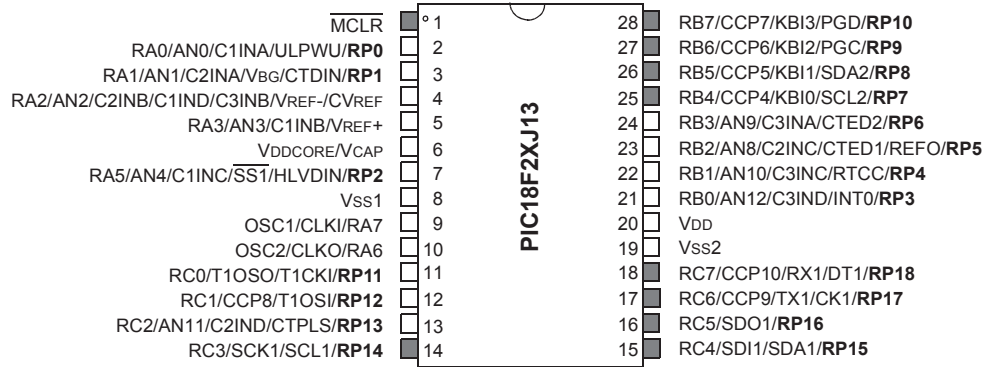 MCLR ° 1
RA0/AN0/C1INA/ULPWU/RP0 2
RA1/AN1/C2INA/VBG/CTDIN/RP1 3
RA2/AN2/C2INB/C1IND/C3INB/VREF-/CVREF 4
RA3/AN3/C1INB/VREF+ 5
VDDCORE/VCAP 6
RA5/AN4/C1INC/SS1/HLVDIN/RP2 7
VSS1 8
OSC1/CLKI/RA7 9
OSC2/CLKO/RA6 10
RC0/T1OSO/T1CKI/RP11 11
RC1/CCP8/T1OSI/RP12 12
RC2/AN11/C2IND/CTPLS/RP13 13
RC3/SCK1/SCL1/RP14 14
PIC18F2XJ13
28 RB7/CCP7/KBI3/PGD/RP10
27 RB6/CCP6/KBI2/PGC/RP9
26 RB5/CCP5/KBI1/SDA2/RP8
25 RB4/CCP4/KBI0/SCL2/RP7
24 RB3/AN9/C3INA/CTED2/RP6
23 RB2/AN8/C2INC/CTED1/REFO/RP5
22 RB1/AN10/C3INC/RTCC/RP4
21 RB0/AN12/C3IND/INT0/RP3
20 VDD
19 VSS2
18 RC7/CCP10/RX1/DT1/RP18
17 RC6/CCP9/TX1/CK1/RP17
16 RC5/SDO1/RP16
15 RC4/SDI1/SDA1/RP15